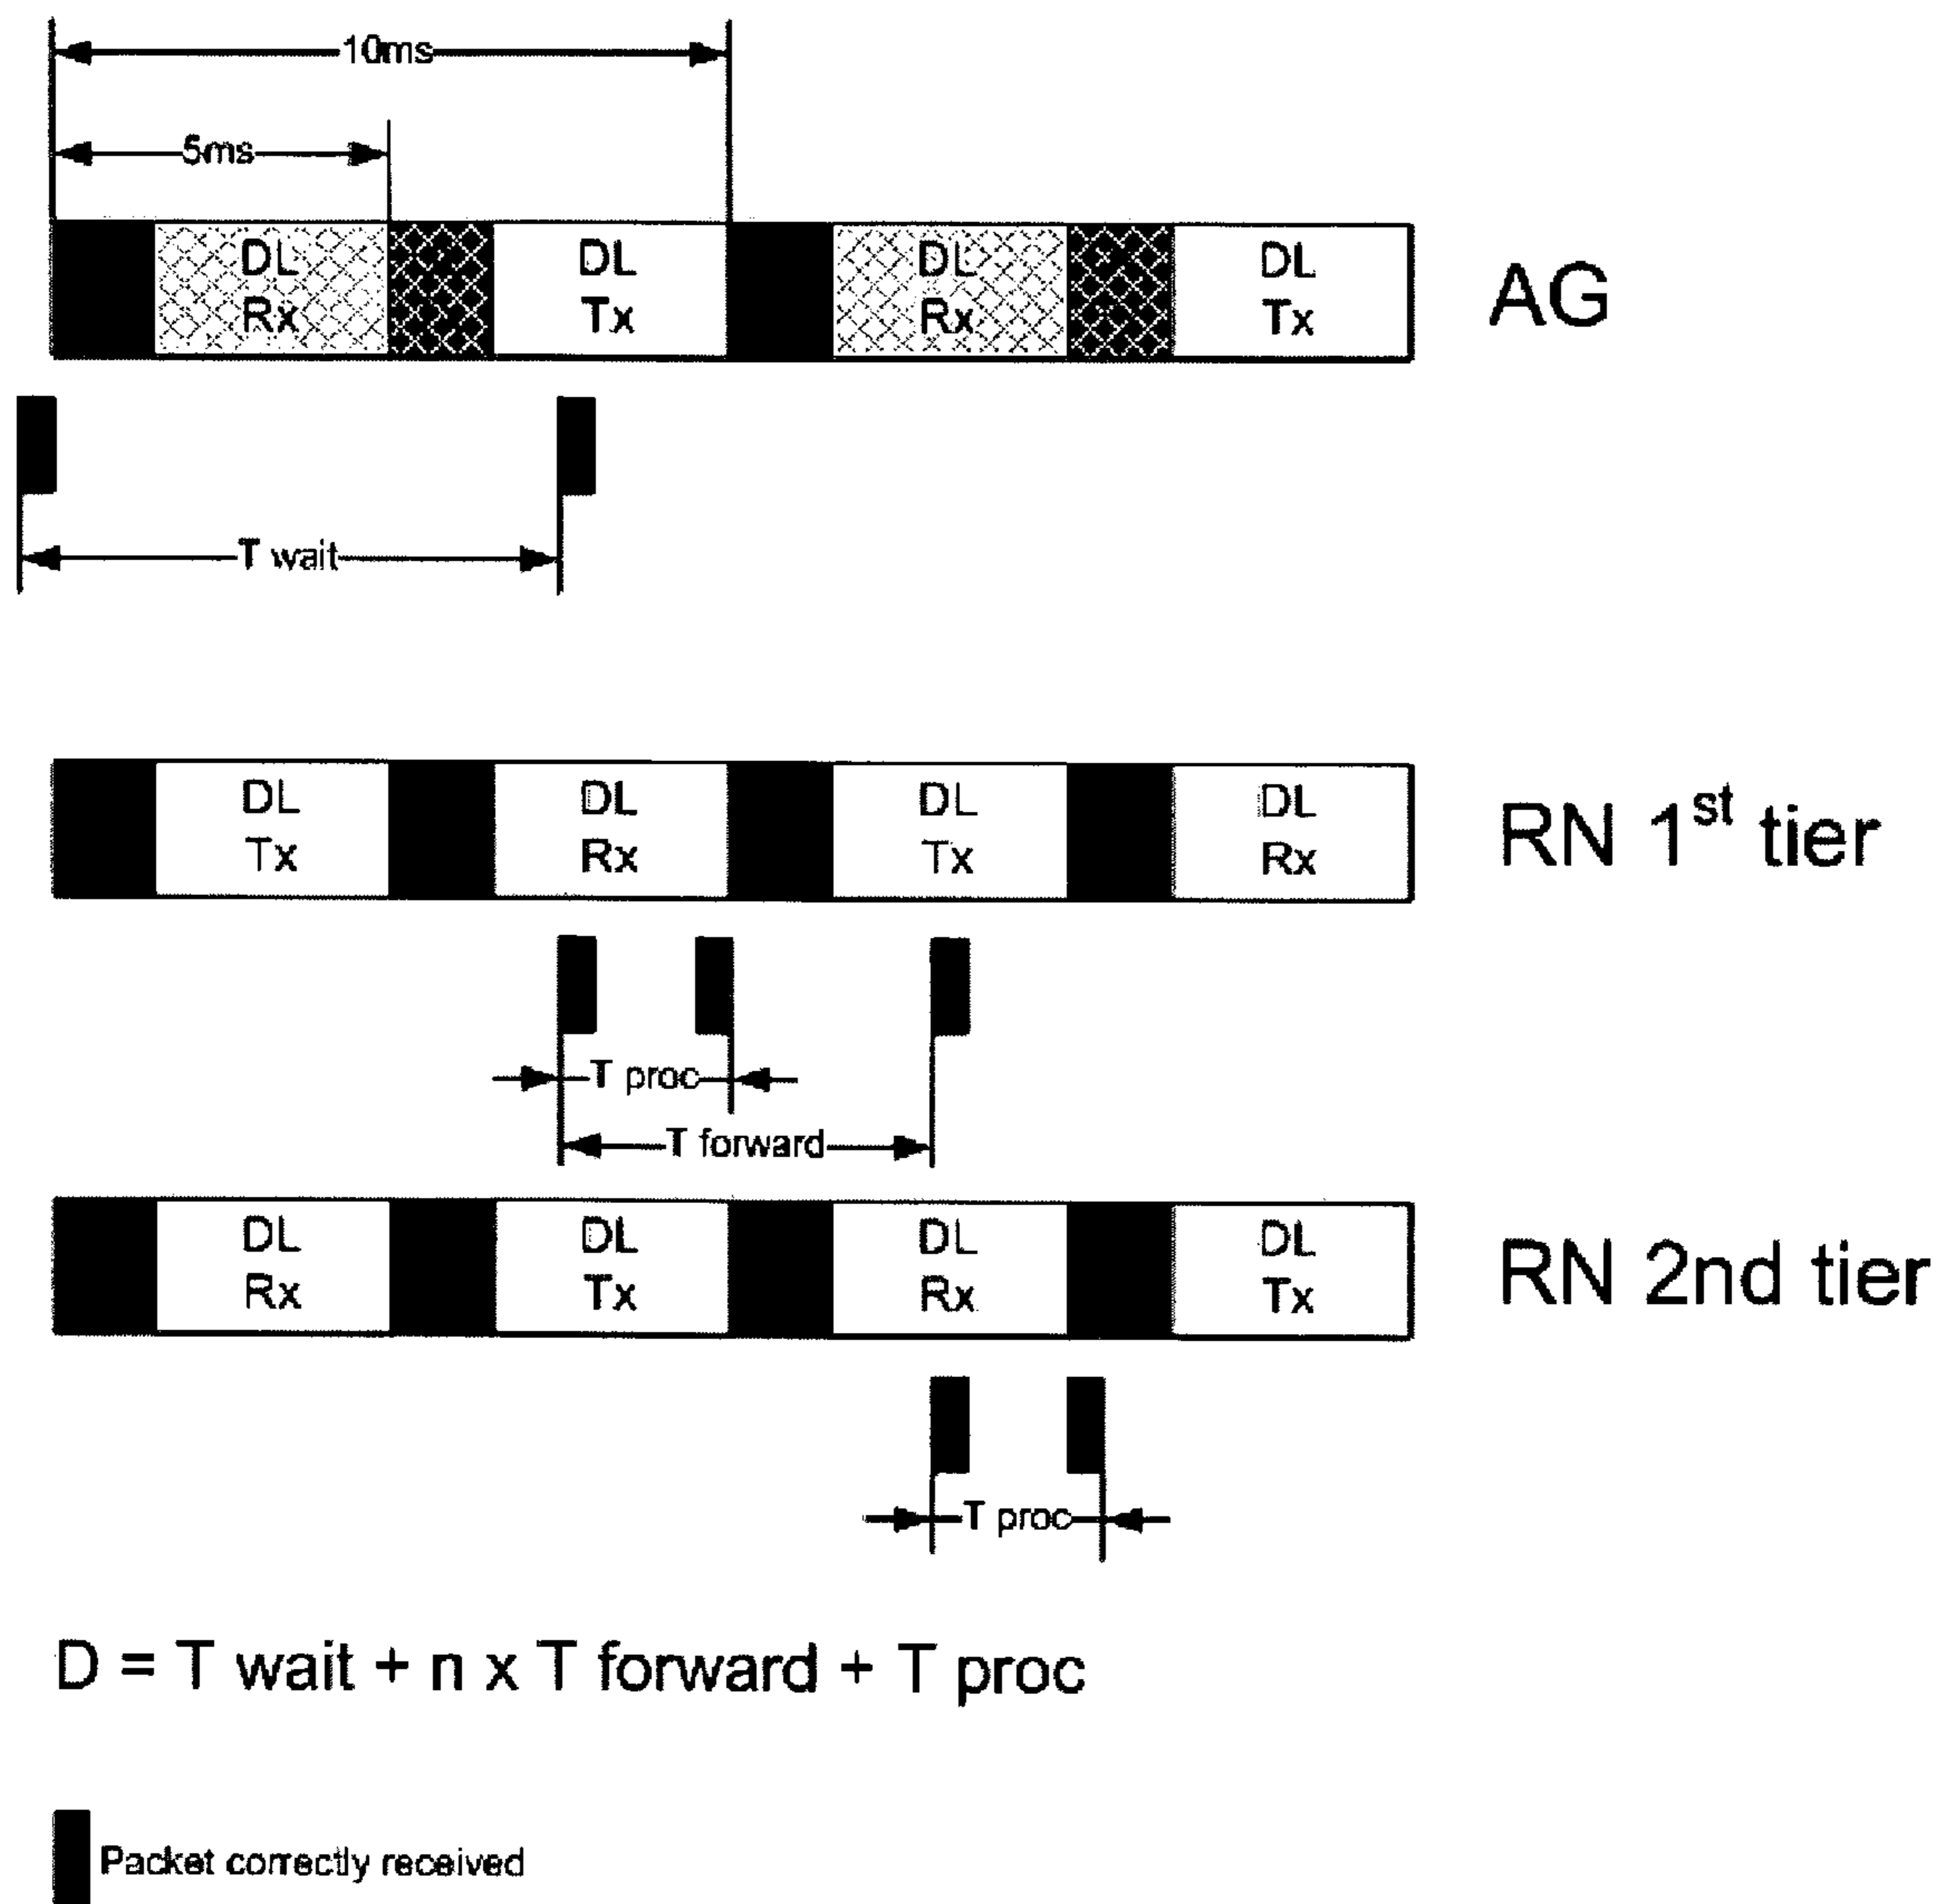 10ms
5ms
DL Rx DL Tx DL Rx DL Tx AG
T wait
DL Tx DL Rx DL Tx DL Rx RN 1st tier
T proc
T forward
DL Rx DL Tx DL Rx DL Tx RN 2nd tier
T proc
D = T wait + n x T forward + T proc
Packet correctly received